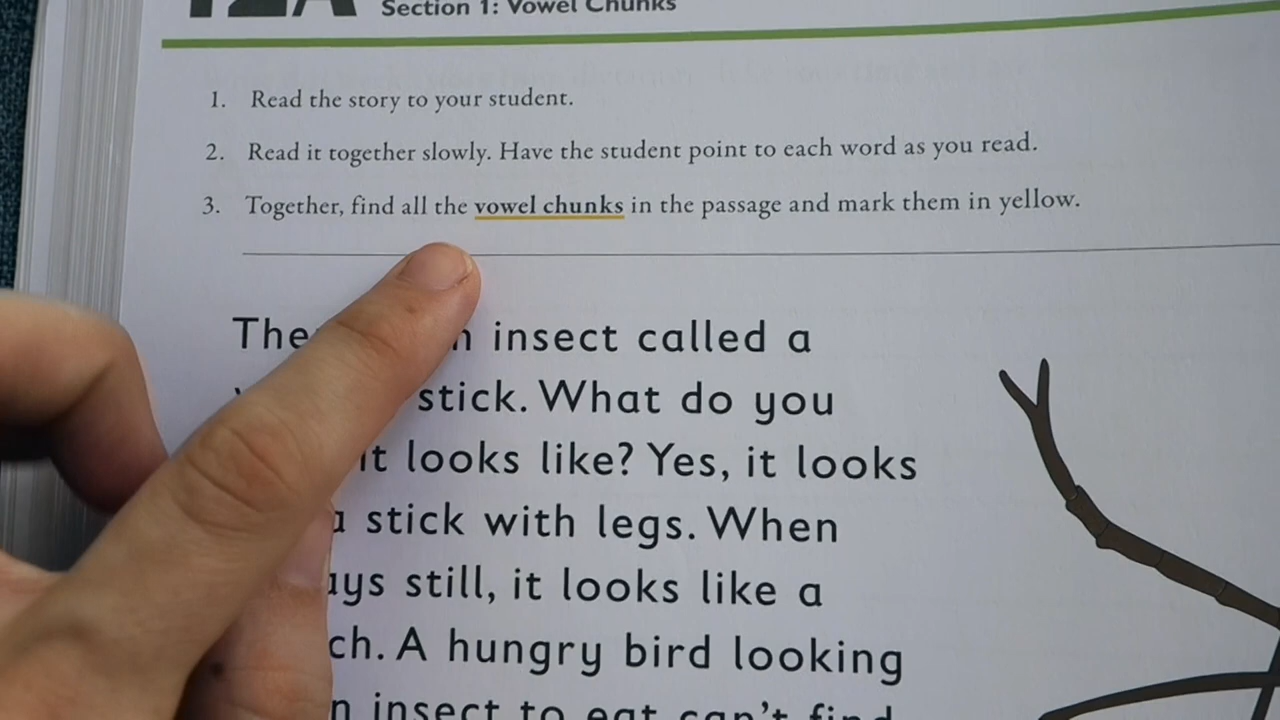 12A
Section 1: Vowel Chunks
1. Read the story to your student.
2. Read it together slowly. Have the student point to each word as you read.
3. Together, find all the vowel chunks in the passage and mark them in yellow.
insect called a
stick. What do you
it looks like? Yes, it looks
a stick with legs. When
still, it looks like a
A hungry bird looking
insect to eat can't find